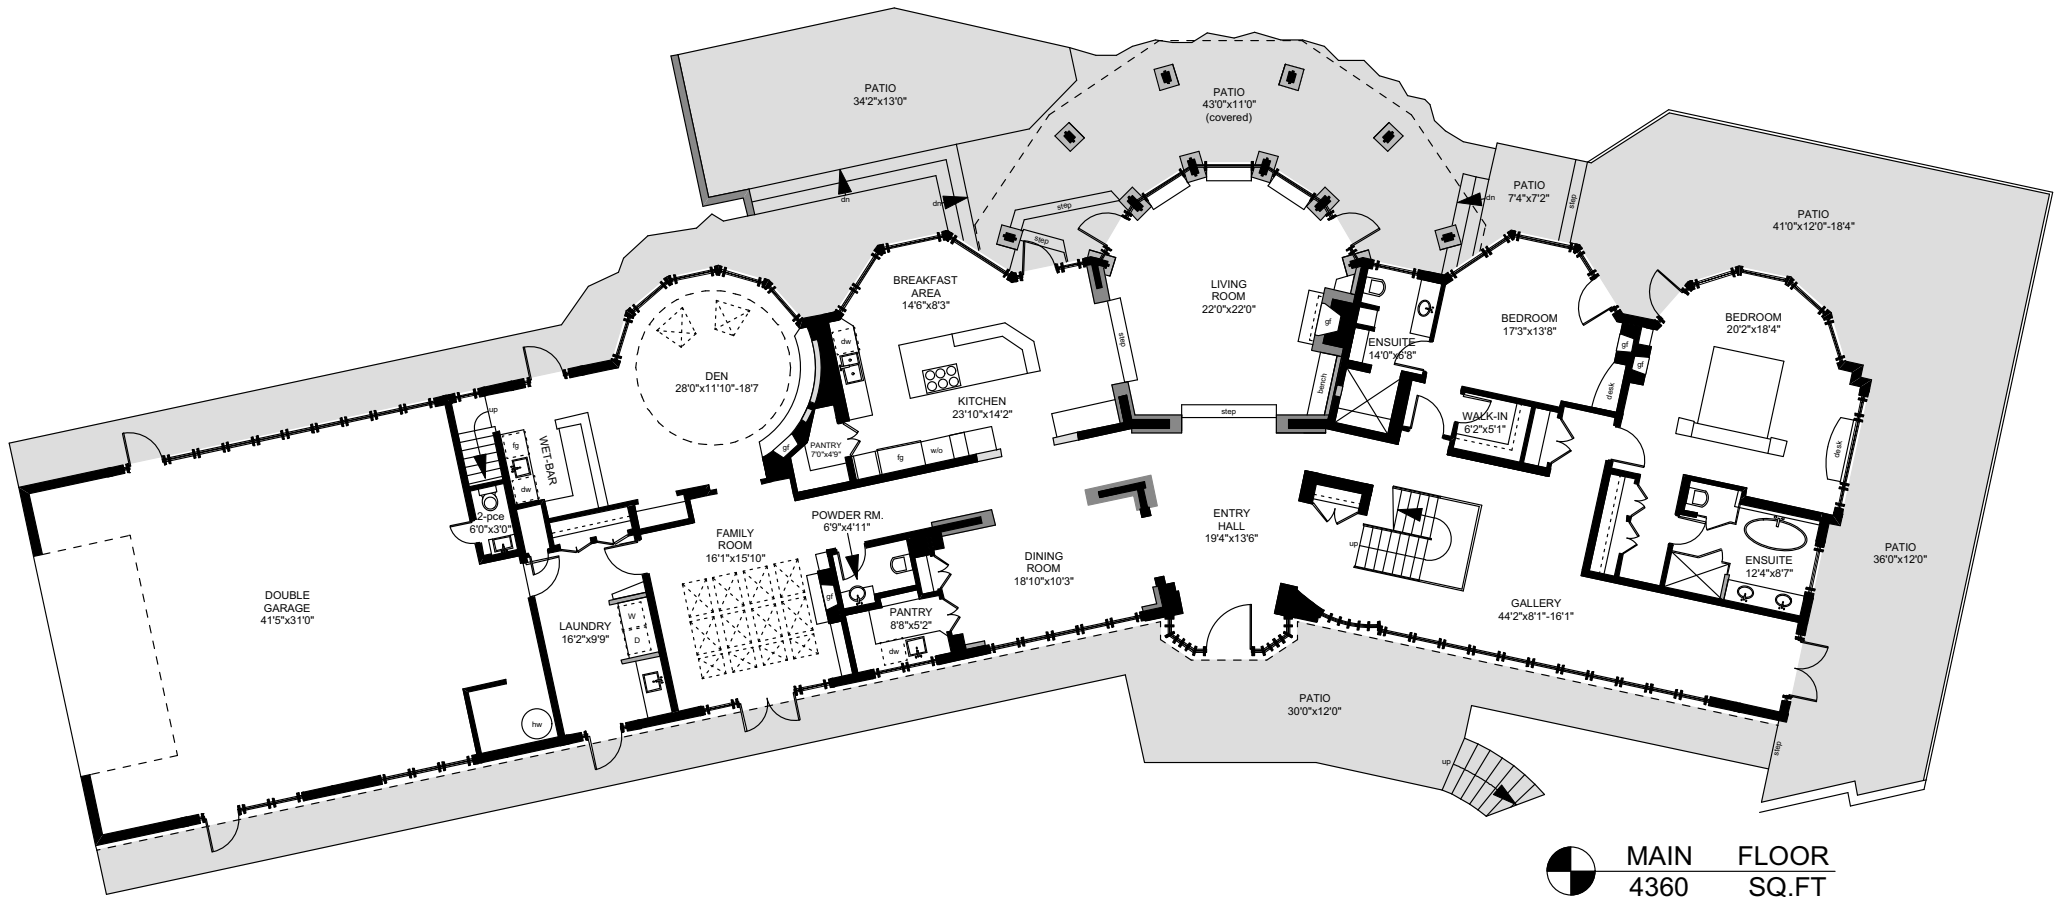 PATIO
34'2"x13'0"
PATIO
43'0"x11'0"
(covered)
PATIO
7'4"x7'2"
step
PATIO
41'0"x12'0"-18'4"
dn
dn
step
step
dn
BREAKFAST
AREA
14'6"x8'3"
LIVING
ROOM
22'0"x22'0"
gf
BEDROOM
17'3"x13'8"
BEDROOM
20'2"x18'4"
dw
step
ENSUITE
14'0"x6'8"
gf
gf
DEN
28'0"x11'10"-18'7
bench
desk
KITCHEN
23'10"x14'2"
step
WALK-IN
6'2"x5'1"
up
fg
WET-BAR
dw
gf
PANTRY
7'0"x4'9"
fg
w/o
desk
2-pce
6'0"x3'0"
POWDER RM.
6'9"x4'11"
ENTRY
HALL
19'4"x13'6"
up
FAMILY
ROOM
16'1"x15'10"
DINING
ROOM
18'10"x10'3"
ENSUITE
12'4"x8'7"
PATIO
36'0"x12'0"
DOUBLE
GARAGE
41'5"x31'0"
gf
W
D
LAUNDRY
16'2"x9'9"
PANTRY
8'8"x5'2"
dw
GALLERY
44'2"x8'1"-16'1"
hw
PATIO
30'0"x12'0"
step
up
MAIN FLOOR
4360 SQ.FT